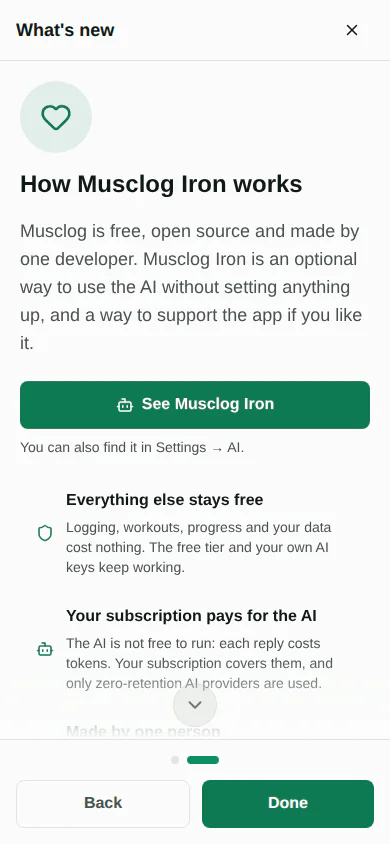 What's new
How Musclog Iron works
Musclog is free, open source and made by
one developer. Musclog Iron is an optional
way to use the AI without setting anything
up, and a way to support the app if you like
it.
See Musclog Iron
You can also find it in Settings → AI.
Everything else stays free
Logging, workouts, progress and your data
cost nothing. The free tier and your own AI
keys keep working.
Your subscription pays for the AI
The AI is not free to run: each reply costs
tokens. Your subscription covers them, and
only zero-retention AI providers are used.
Made by one person
Back
Done